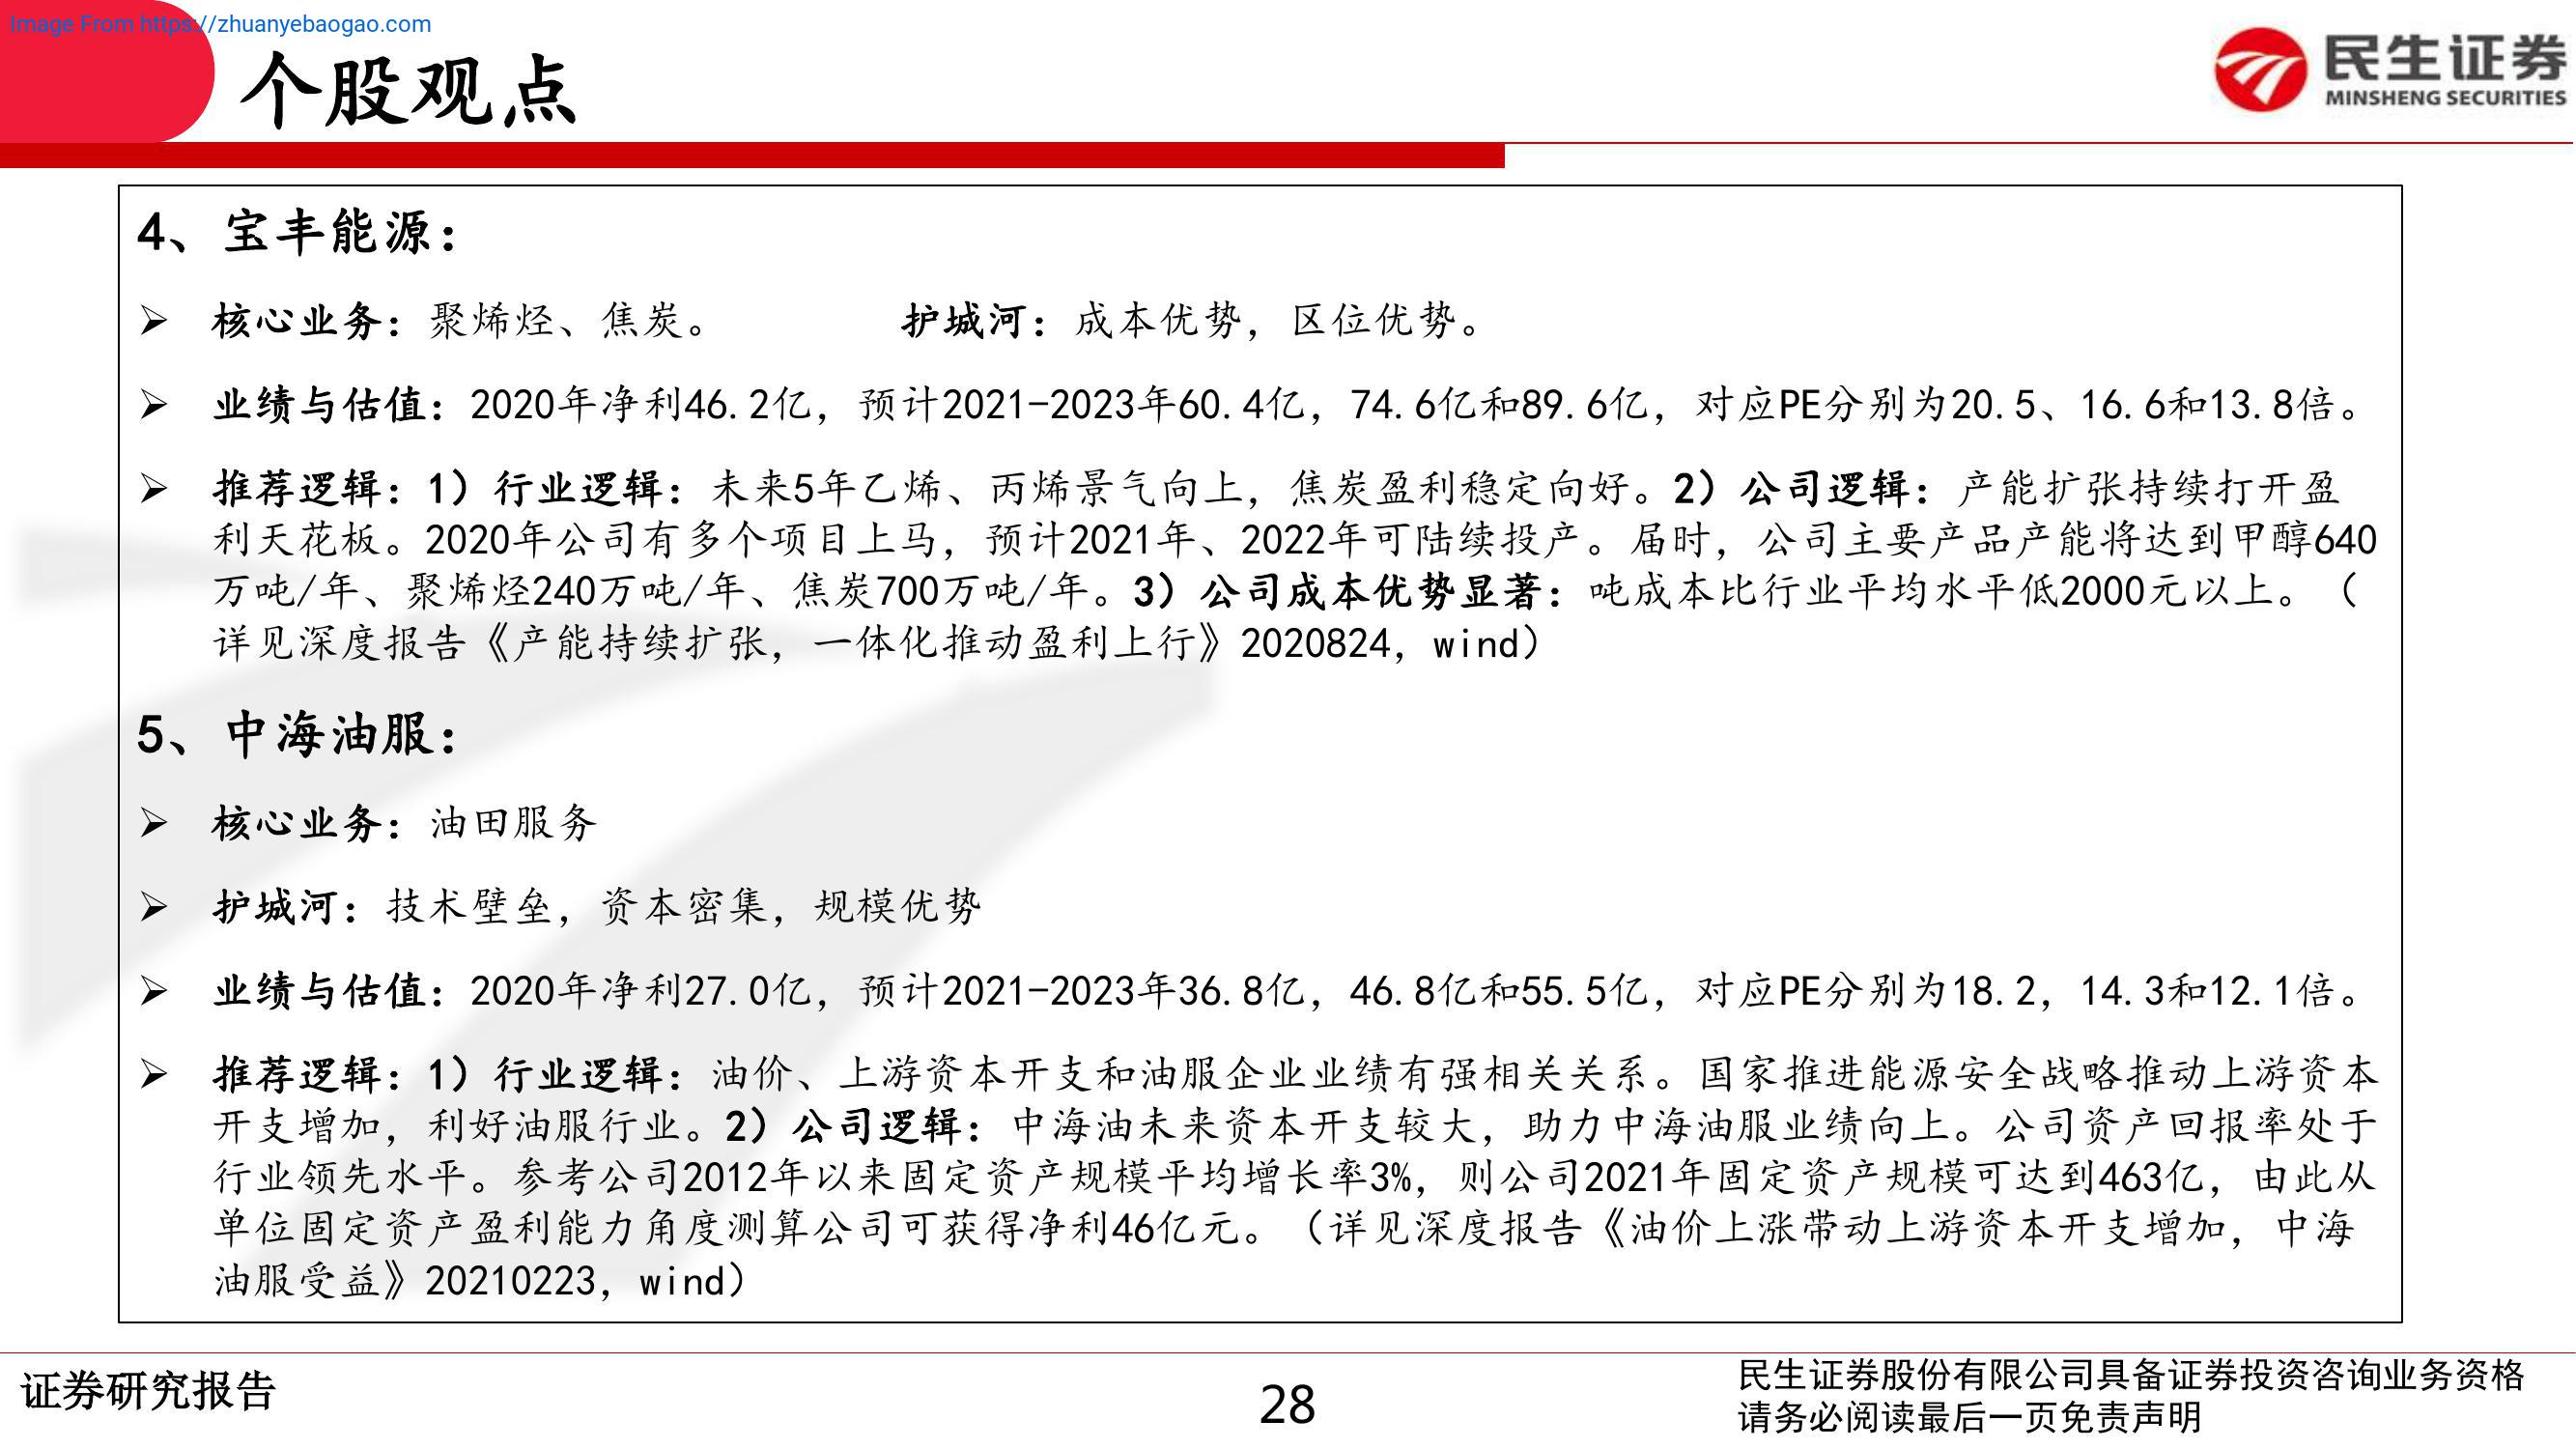 Image From https://zhuanyebaogao.com
个股观点
民生证券
MINSHENG SECURITIES
4、宝丰能源：
➢ 核心业务：聚烯烃、焦炭。 护城河：成本优势，区位优势。
➢ 业绩与估值：2020年净利46.2亿，预计2021-2023年60.4亿，74.6亿和89.6亿，对应PE分别为20.5、16.6和13.8倍。
➢ 推荐逻辑：1）行业逻辑：未来5年乙烯、丙烯景气向上，焦炭盈利稳定向好。2）公司逻辑：产能扩张持续打开盈
利天花板。2020年公司有多个项目上马，预计2021年、2022年可陆续投产。届时，公司主要产品产能将达到甲醇640
万吨/年、聚烯烃240万吨/年、焦炭700万吨/年。3）公司成本优势显著：吨成本比行业平均水平低2000元以上。（
详见深度报告《产能持续扩张，一体化推动盈利上行》2020824，wind）
5、中海油服：
➢ 核心业务：油田服务
➢ 护城河：技术壁垒，资本密集，规模优势
➢ 业绩与估值：2020年净利27.0亿，预计2021-2023年36.8亿，46.8亿和55.5亿，对应PE分别为18.2，14.3和12.1倍。
➢ 推荐逻辑：1）行业逻辑：油价、上游资本开支和油服企业业绩有强相关关系。国家推进能源安全战略推动上游资本
开支增加，利好油服行业。2）公司逻辑：中海油未来资本开支较大，助力中海油服业绩向上。公司资产回报率处于
行业领先水平。参考公司2012年以来固定资产规模平均增长率3%，则公司2021年固定资产规模可达到463亿，由此从
单位固定资产盈利能力角度测算公司可获得净利46亿元。（详见深度报告《油价上涨带动上游资本开支增加，中海
油服受益》20210223，wind）
证券研究报告
28
民生证券股份有限公司具备证券投资咨询业务资格
请务必阅读最后一页免责声明